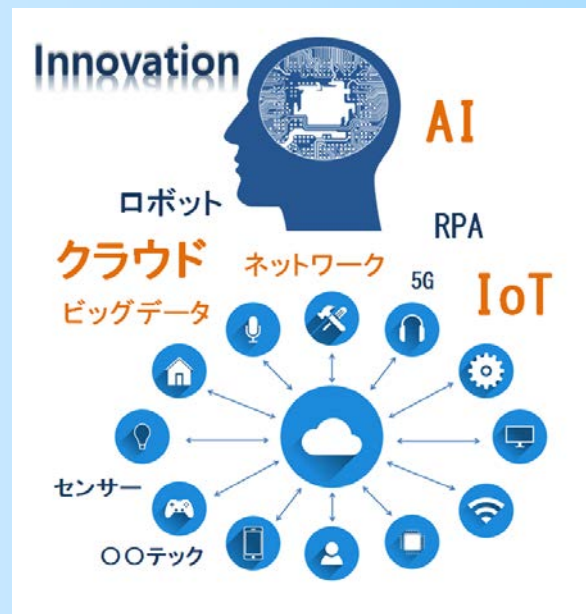 Innovation
AI
ロボット
RPA
クラウド
ネットワーク
5G
IoT
ビッグデータ
センサー
〇〇テック